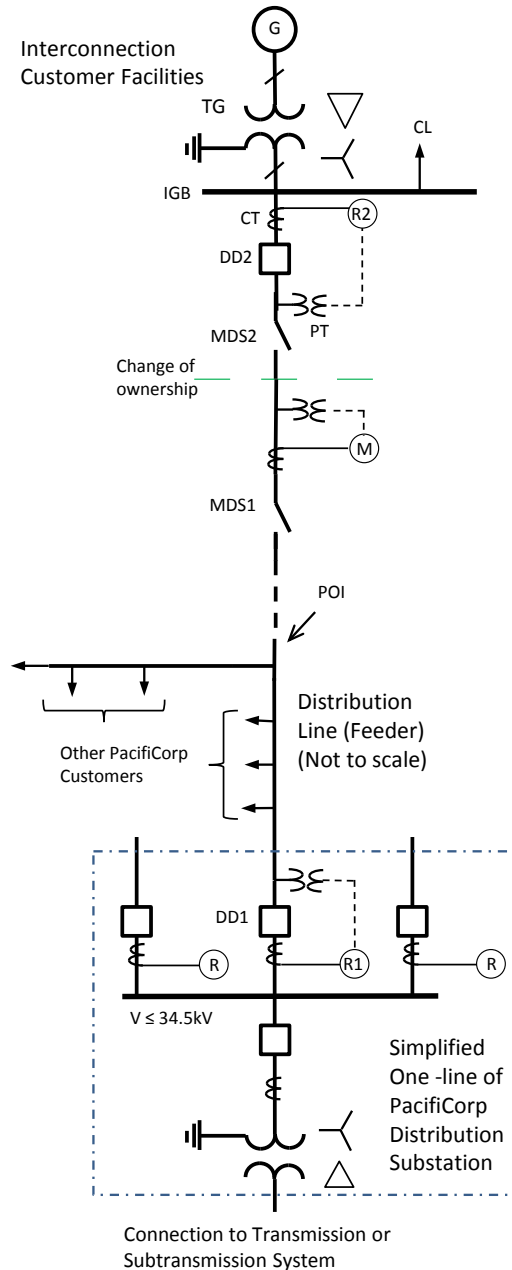 G
Interconnection
Customer Facilities
TG
CL
IGB
CT
R2
DD2
PT
MDS2
Change of
ownership
M
MDS1
POI
Distribution
Line (Feeder)
(Not to scale)
Other PacifiCorp
Customers
DD1
R
R1
R
V ≤ 34.5kV
Simplified
One -line of
PacifiCorp
Distribution
Substation
Connection to Transmission or
Subtransmission System